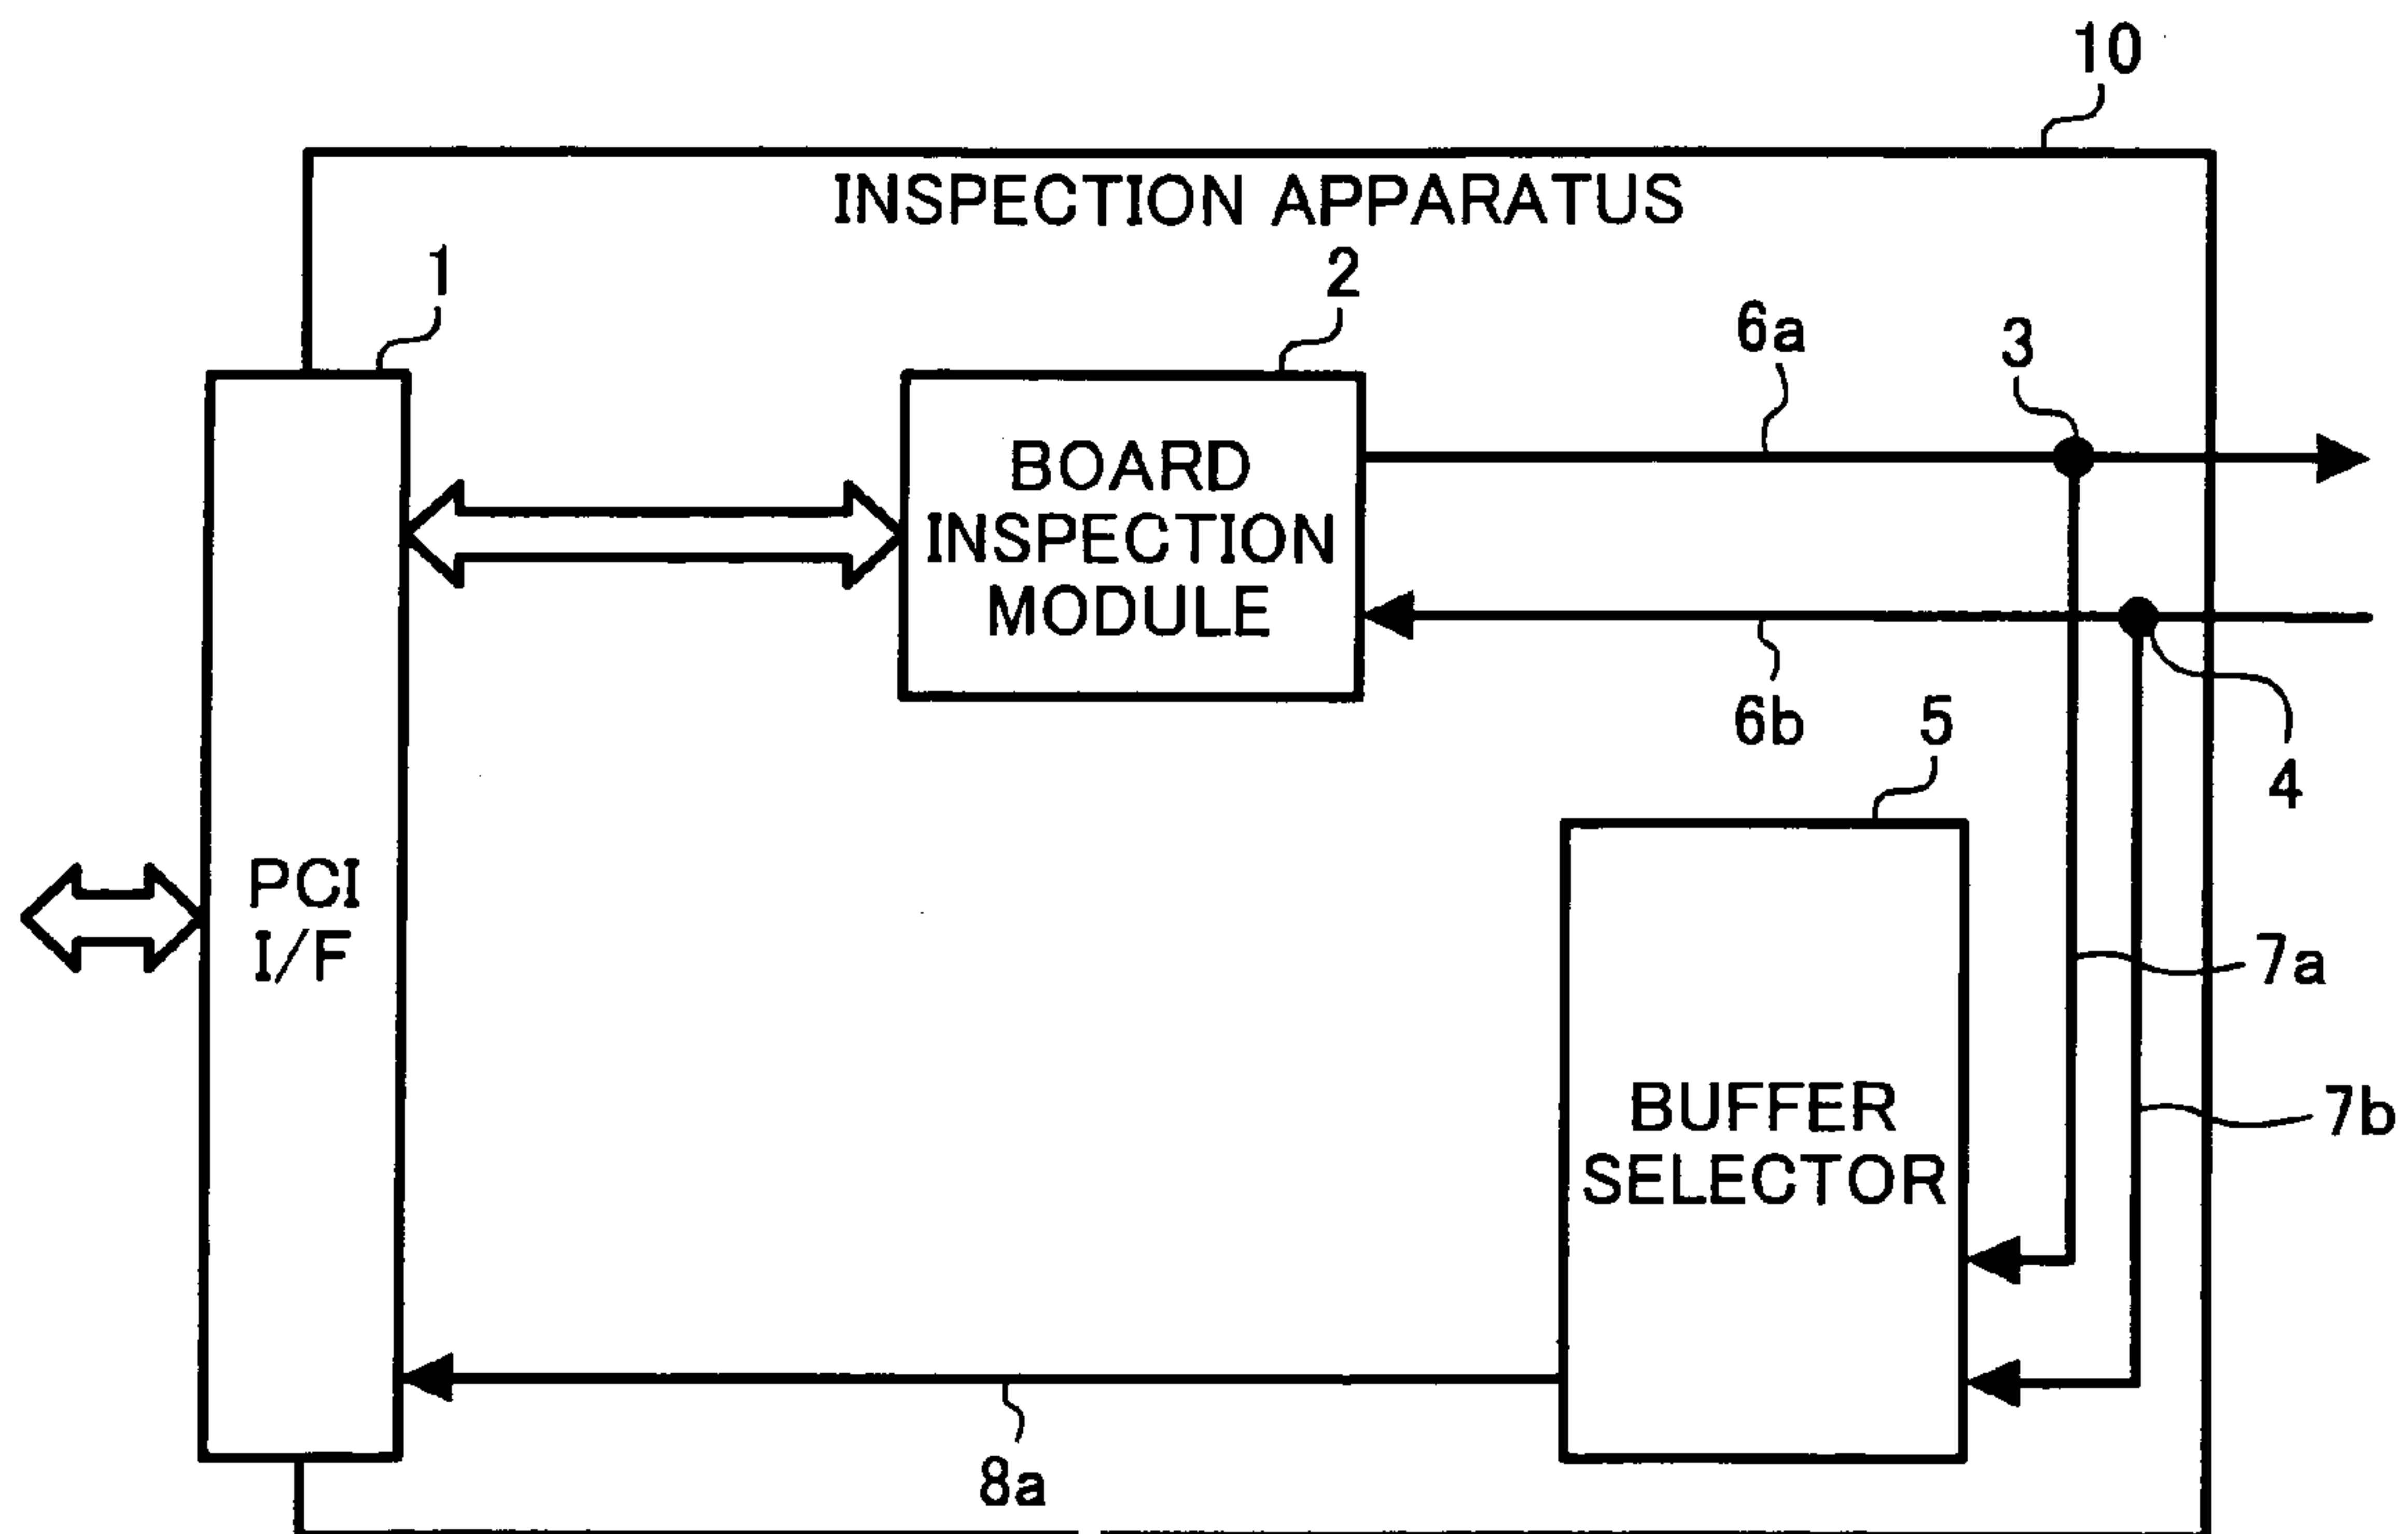 10
INSPECTION APPARATUS
1
2
6a
3
BOARD
INSPECTION
MODULE
6b
5
4
PCI
I/F
7a
BUFFER
SELECTOR
7b
8a